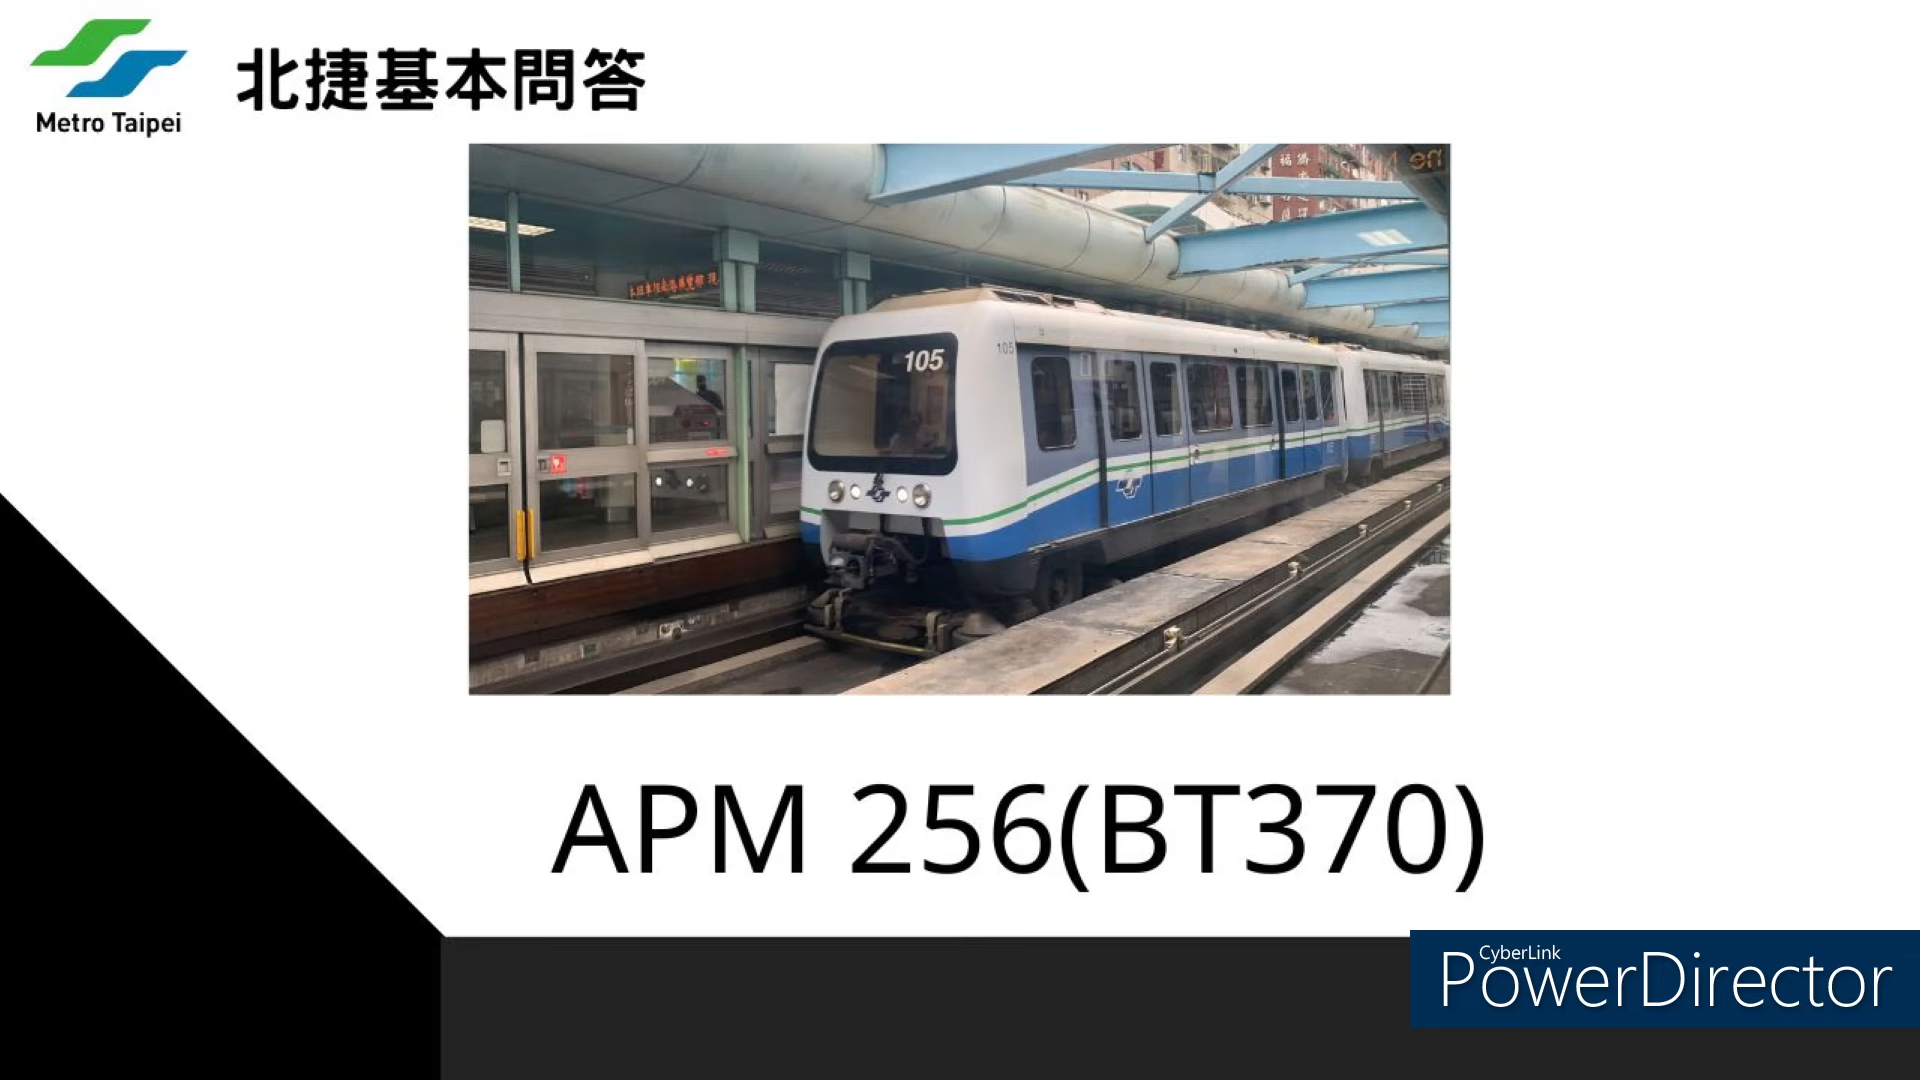 北捷基本問答
Metro Taipei
105
105
APM 256(BT370)
CyberLink
PowerDirector